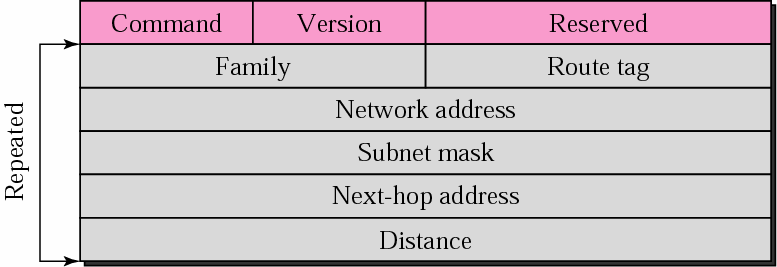 Command Version Reserved
Family Route tag
Network address
Subnet mask
Next-hop address
Distance
Repeated